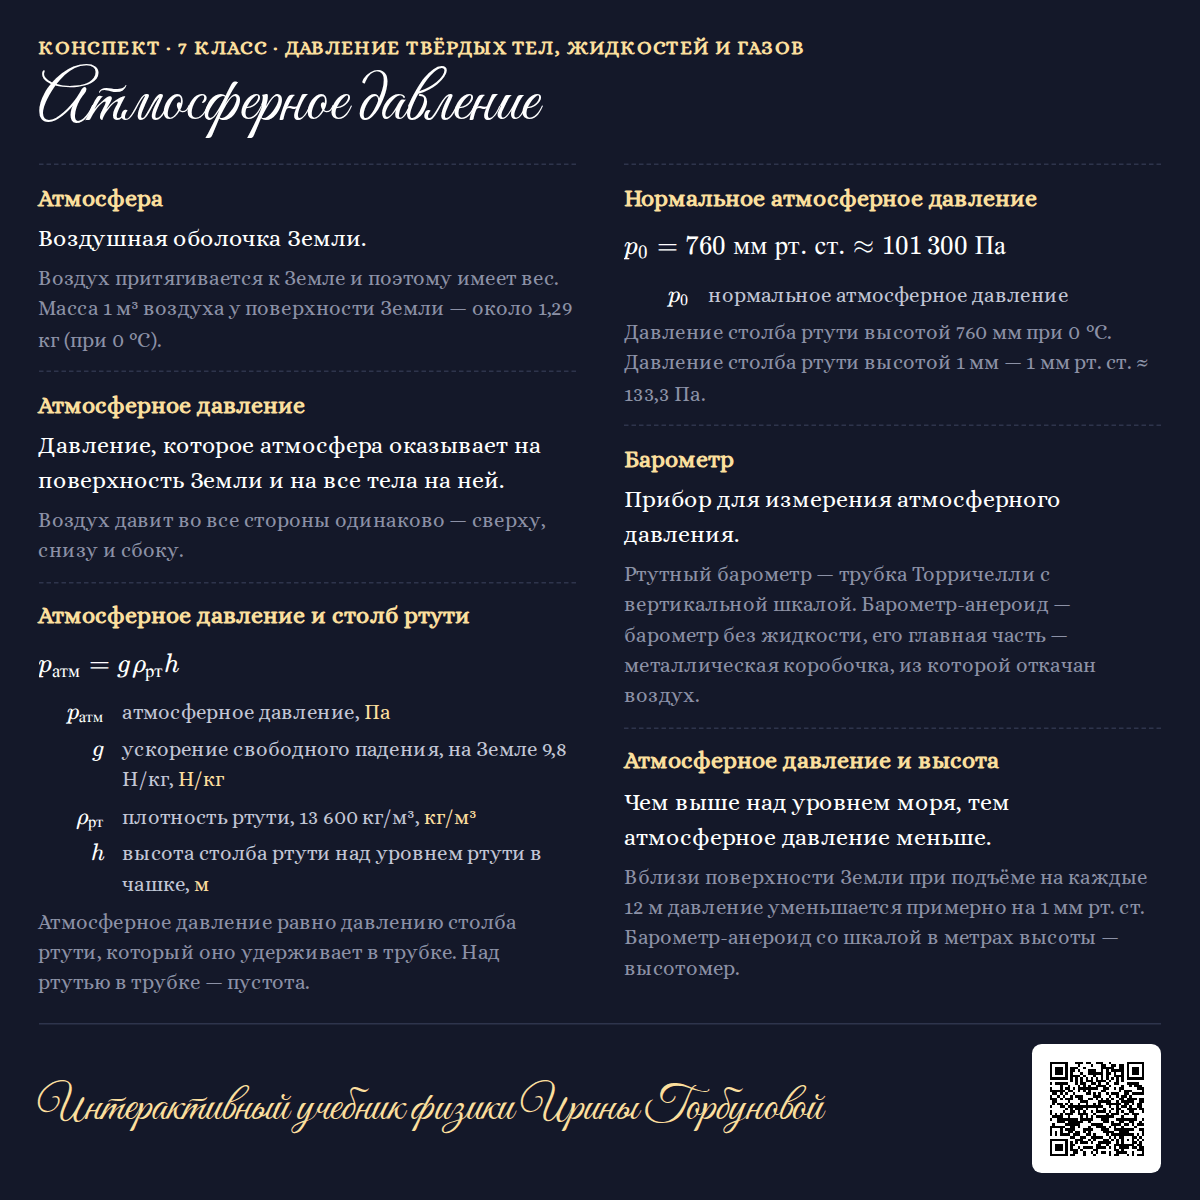 КОНСПЕКТ · 7 КЛАСС · ДАВЛЕНИЕ ТВЁРДЫХ ТЕЛ, ЖИДКОСТЕЙ И ГАЗОВ
Атмосферное давление
Атмосфера
Воздушная оболочка Земли.
Воздух притягивается к Земле и поэтому имеет вес.
Масса 1 м³ воздуха у поверхности Земли — около 1,29
кг (при 0 °C).
Атмосферное давление
Давление, которое атмосфера оказывает на
поверхность Земли и на все тела на ней.
Воздух давит во все стороны одинаково — сверху,
снизу и сбоку.
Атмосферное давление и столб ртути
pатм = gρртh
pатм атмосферное давление, Па
g ускорение свободного падения, на Земле 9,8
Н/кг, Н/кг
ρрт плотность ртути, 13 600 кг/м³, кг/м³
h высота столба ртути над уровнем ртути в
чашке, м
Атмосферное давление равно давлению столба
ртути, который оно удерживает в трубке. Над
ртутью в трубке — пустота.
Нормальное атмосферное давление
p₀ = 760 мм рт. ст. ≈ 101 300 Па
p₀ нормальное атмосферное давление
Давление столба ртути высотой 760 мм при 0 °C.
Давление столба ртути высотой 1 мм — 1 мм рт. ст. ≈
133,3 Па.
Барометр
Прибор для измерения атмосферного
давления.
Ртутный барометр — трубка Торричелли с
вертикальной шкалой. Барометр-анероид —
барометр без жидкости, его главная часть —
металлическая коробочка, из которой откачан
воздух.
Атмосферное давление и высота
Чем выше над уровнем моря, тем
атмосферное давление меньше.
Вблизи поверхности Земли при подъёме на каждые
12 м давление уменьшается примерно на 1 мм рт. ст.
Барометр-анероид со шкалой в метрах высоты —
высотомер.
Интерактивный учебник физики Ирины Торбуновой